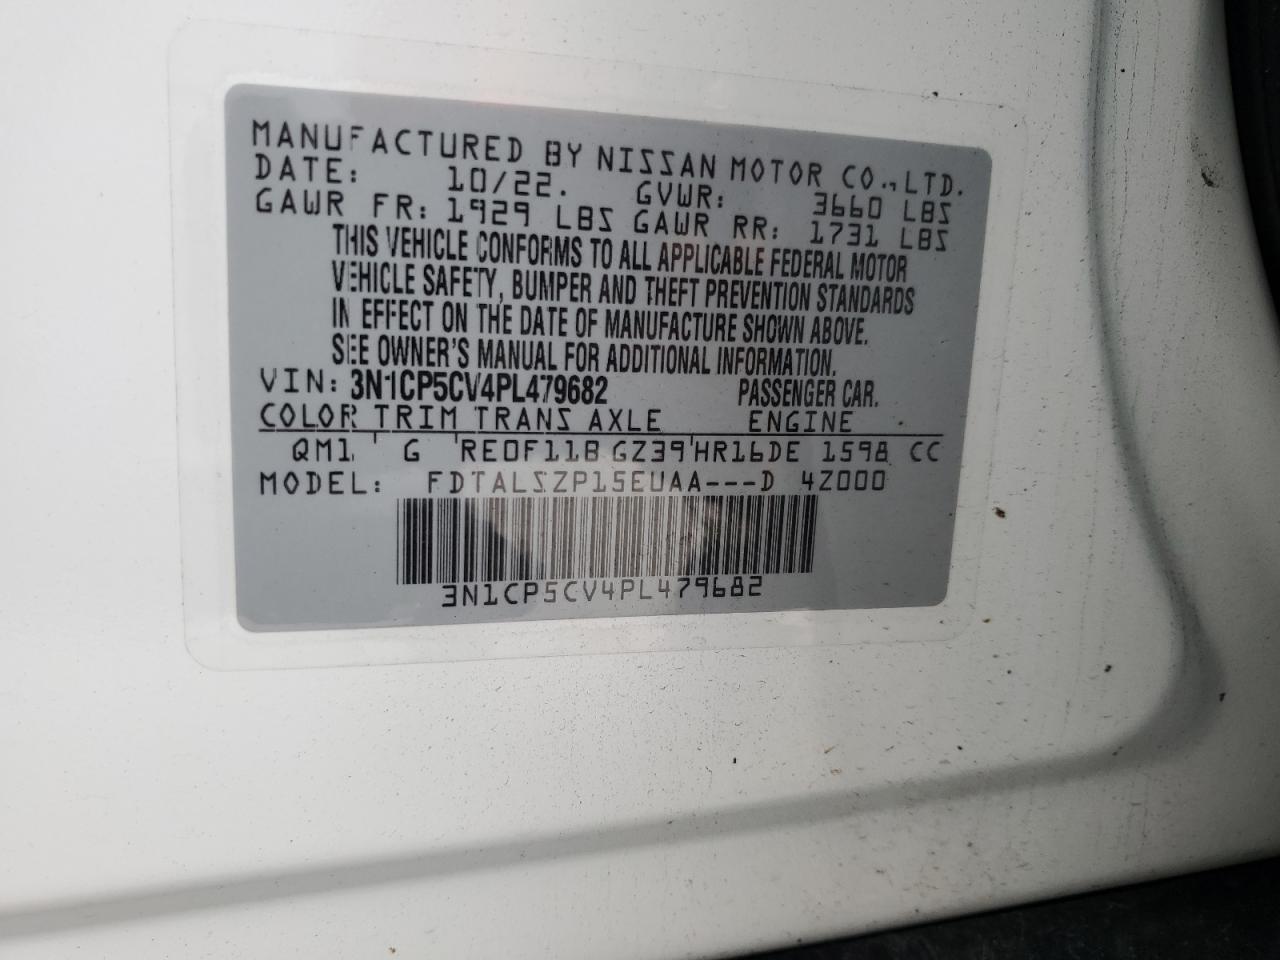 MANUFACTURED BY NISSAN MOTOR CO., LTD.
DATE: 10/22. GVWR: 3660 LBS
GAWR FR: 1929 LBS GAWR RR: 1731 LBS
THIS VEHICLE CONFORMS TO ALL APPLICABLE FEDERAL MOTOR
VEHICLE SAFETY, BUMPER AND THEFT PREVENTION STANDARDS
IN EFFECT ON THE DATE OF MANUFACTURE SHOWN ABOVE.
SEE OWNER'S MANUAL FOR ADDITIONAL INFORMATION.
VIN: 3N1CP5CV4PL479682 PASSENGER CAR.
COLOR TRIM TRANS AXLE ENGINE
QM1 G RE0F11B GZ39 HR16DE 1598 CC
MODEL: FDTALSZP15EUAA---D 4Z000
3N1CP5CV4PL479682